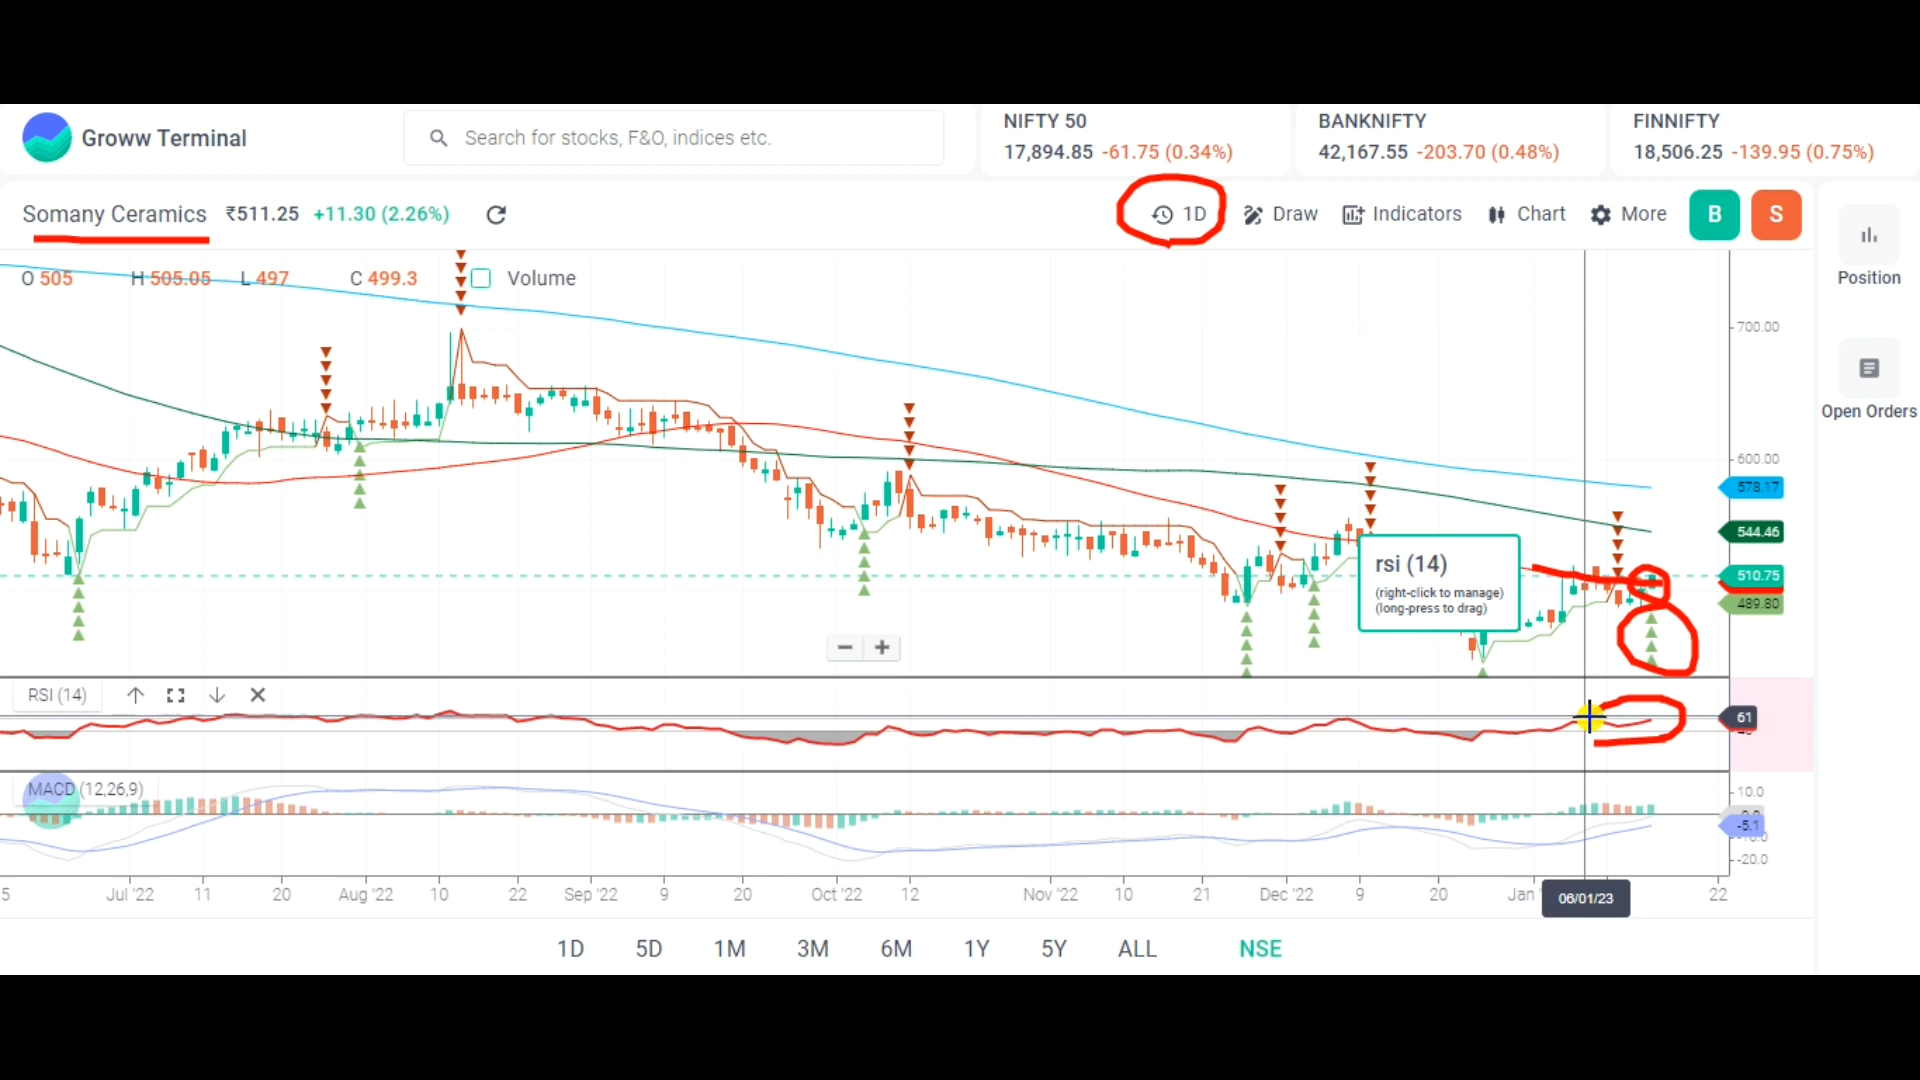 Groww Terminal
Search for stocks, F&O, indices etc.
NIFTY 50
17,894.85 -61.75 (0.34%)
BANKNIFTY
42,167.55 -203.70 (0.48%)
FINNIFTY
18,506.25 -139.95 (0.75%)
Somany Ceramics ₹511.25 +11.30 (2.26%)
1D Draw Indicators Chart More B S
Position
Open Orders
O 505 H 505.05 L 497 C 499.3 Volume
700.00
600.00
578.17
544.46
510.75
489.80
rsi (14)
(right-click to manage)
(long-press to drag)
RSI (14)
61
MACD (12,26,9)
10.0
-5.1
-20.0
5 Jul '22 11 20 Aug '22 10 22 Sep '22 9 20 Oct '22 12 Nov '22 10 21 Dec '22 9 20 Jan 06/01/23 22
1D 5D 1M 3M 6M 1Y 5Y ALL NSE